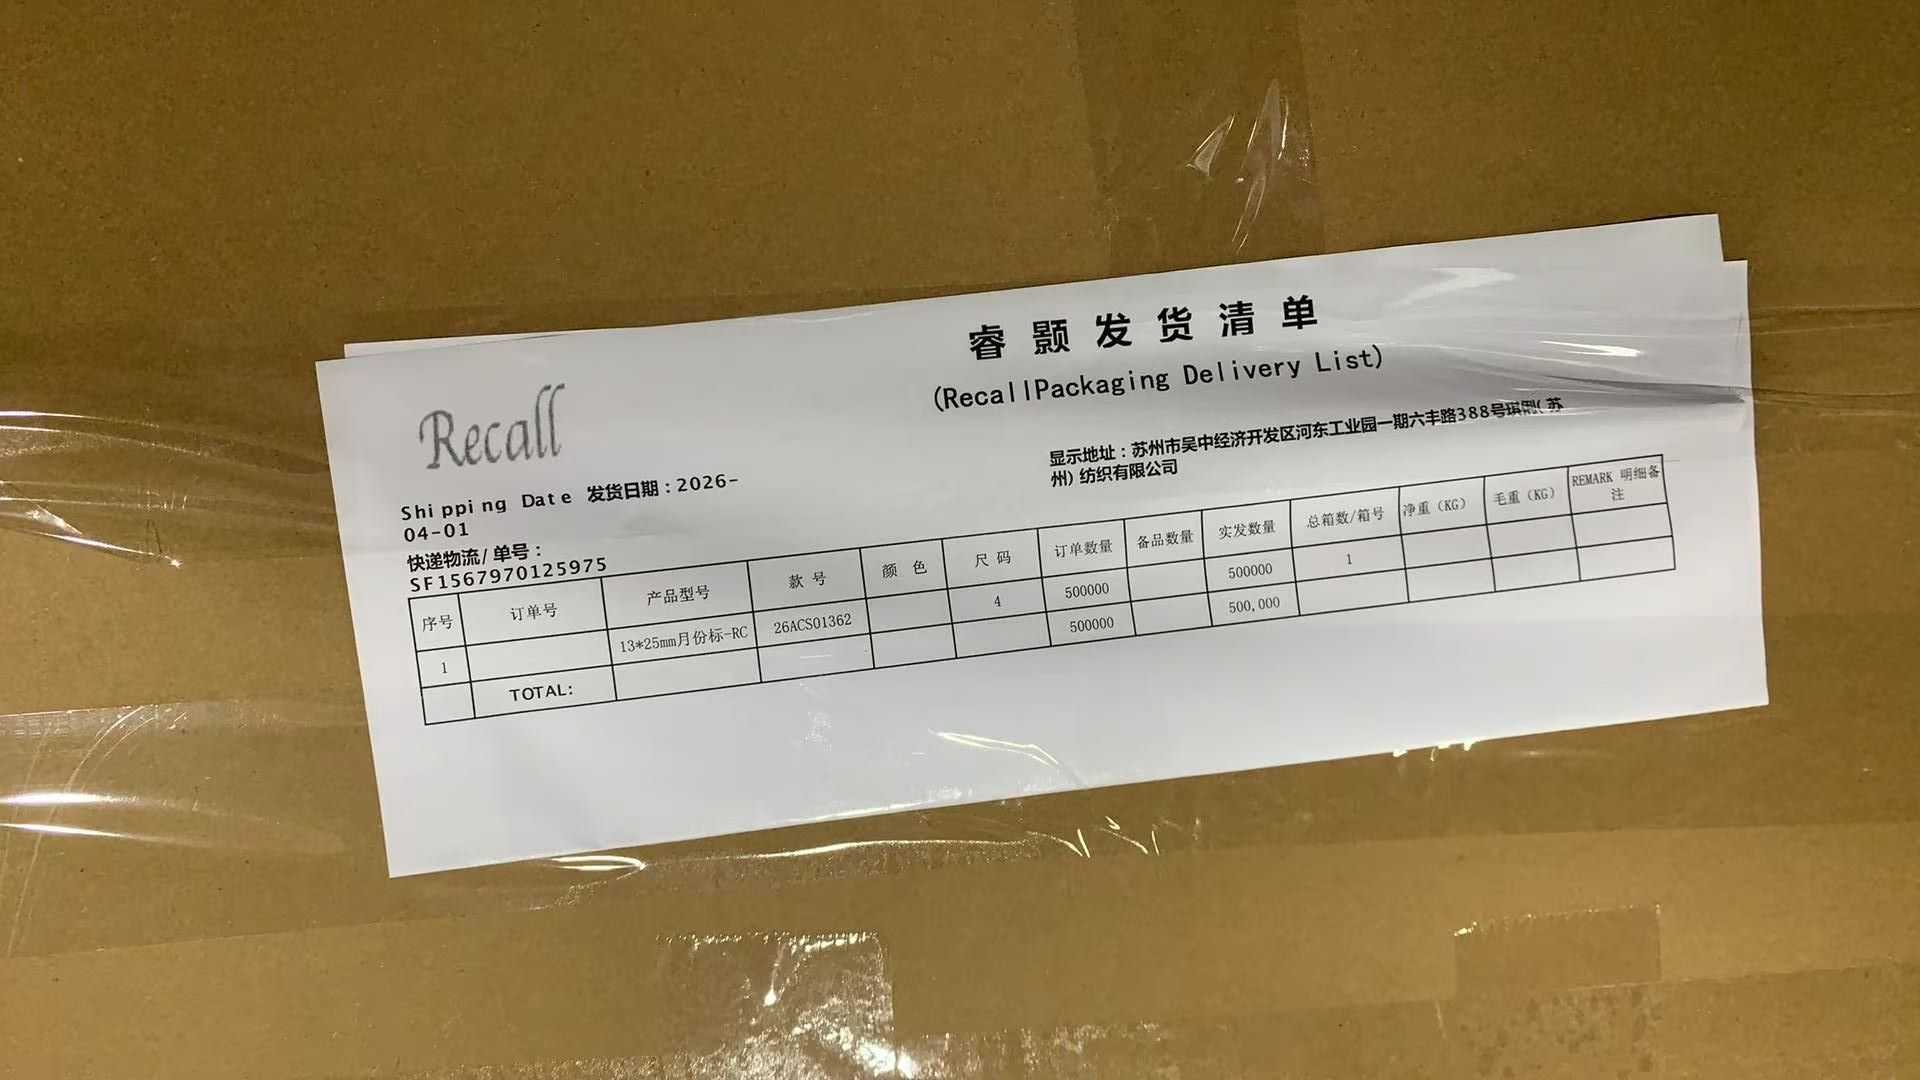 睿颢发货清单
(RecallPackaging Delivery List)
Recall
显示地址：苏州市吴中经济开发区河东工业园一期六丰路388号琪俐(苏
州) 纺织有限公司
Shipping Date 发货日期：2026-
04-01
快递物流/单号：
SF1567970125975
序号 订单号 产品型号 款 号 颜 色 尺 码 订单数量 备品数量 实发数量 总箱数/箱号 净重（KG） 毛重（KG） REMARK 明细备
注
1 13*25mm月份标-RC 26ACS01362 4 500000 500000 1
TOTAL: 500000 500,000